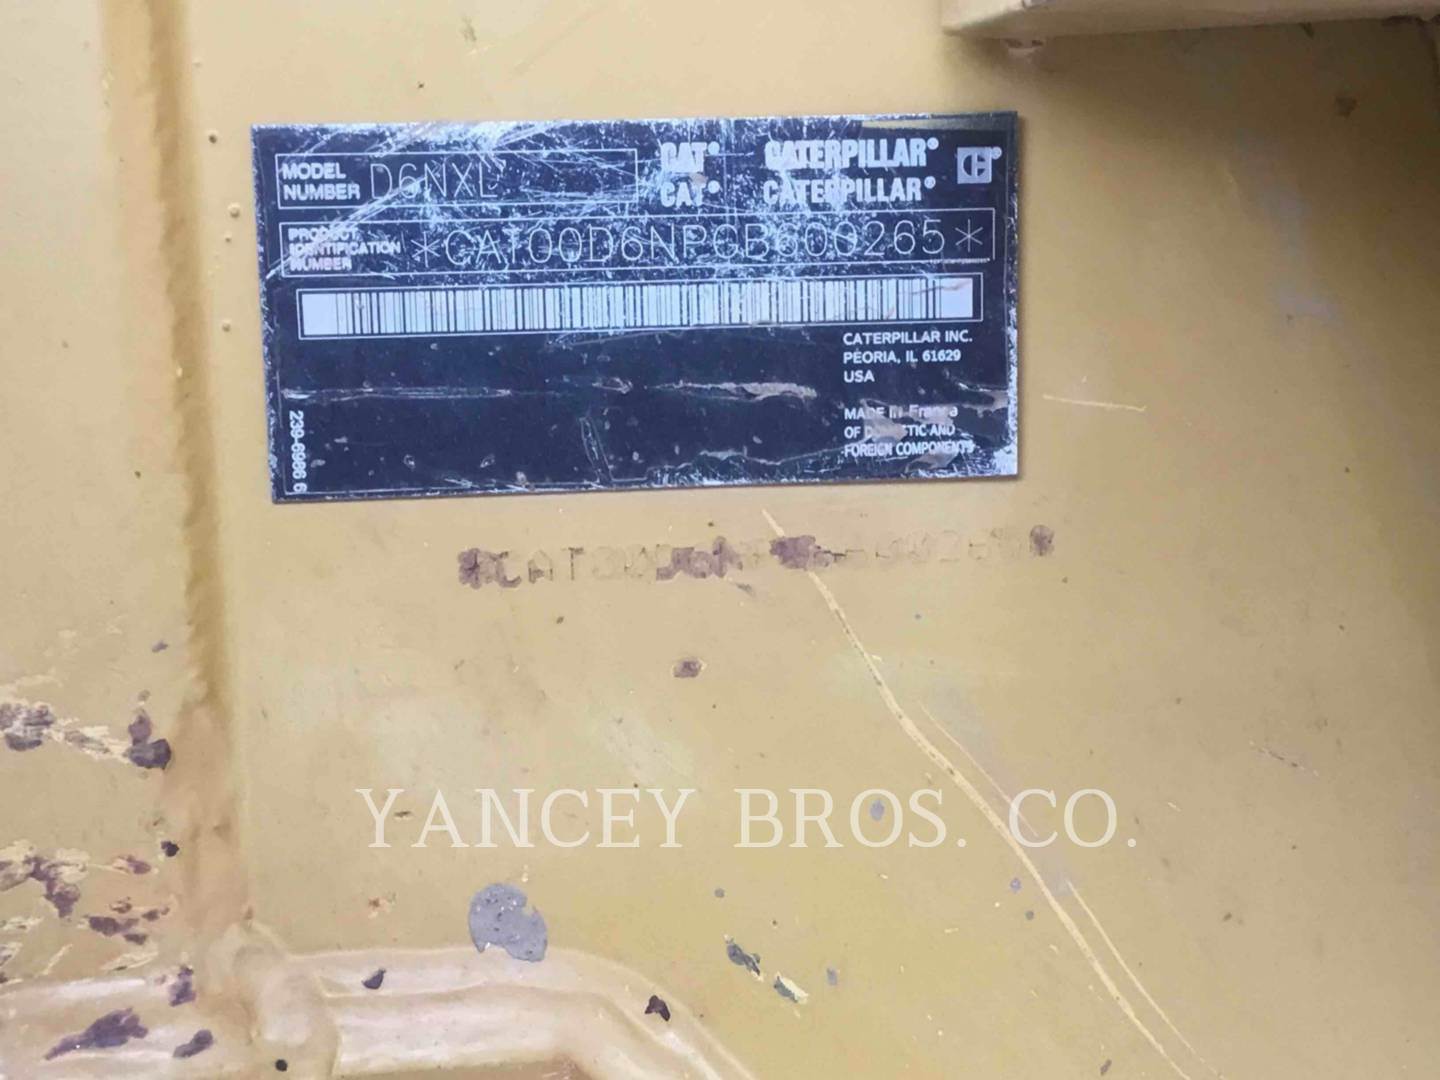 MODEL NUMBER D6NXL
CAT® CATERPILLAR®
CAT® CATERPILLAR®
PRODUCT IDENTIFICATION NUMBER *CAT00D6NPGB600265*
CATERPILLAR INC.
PEORIA, IL 61629
USA
MADE IN France
OF DOMESTIC AND
FOREIGN COMPONENTS
239-6986 6
YANCEY BROS. CO.